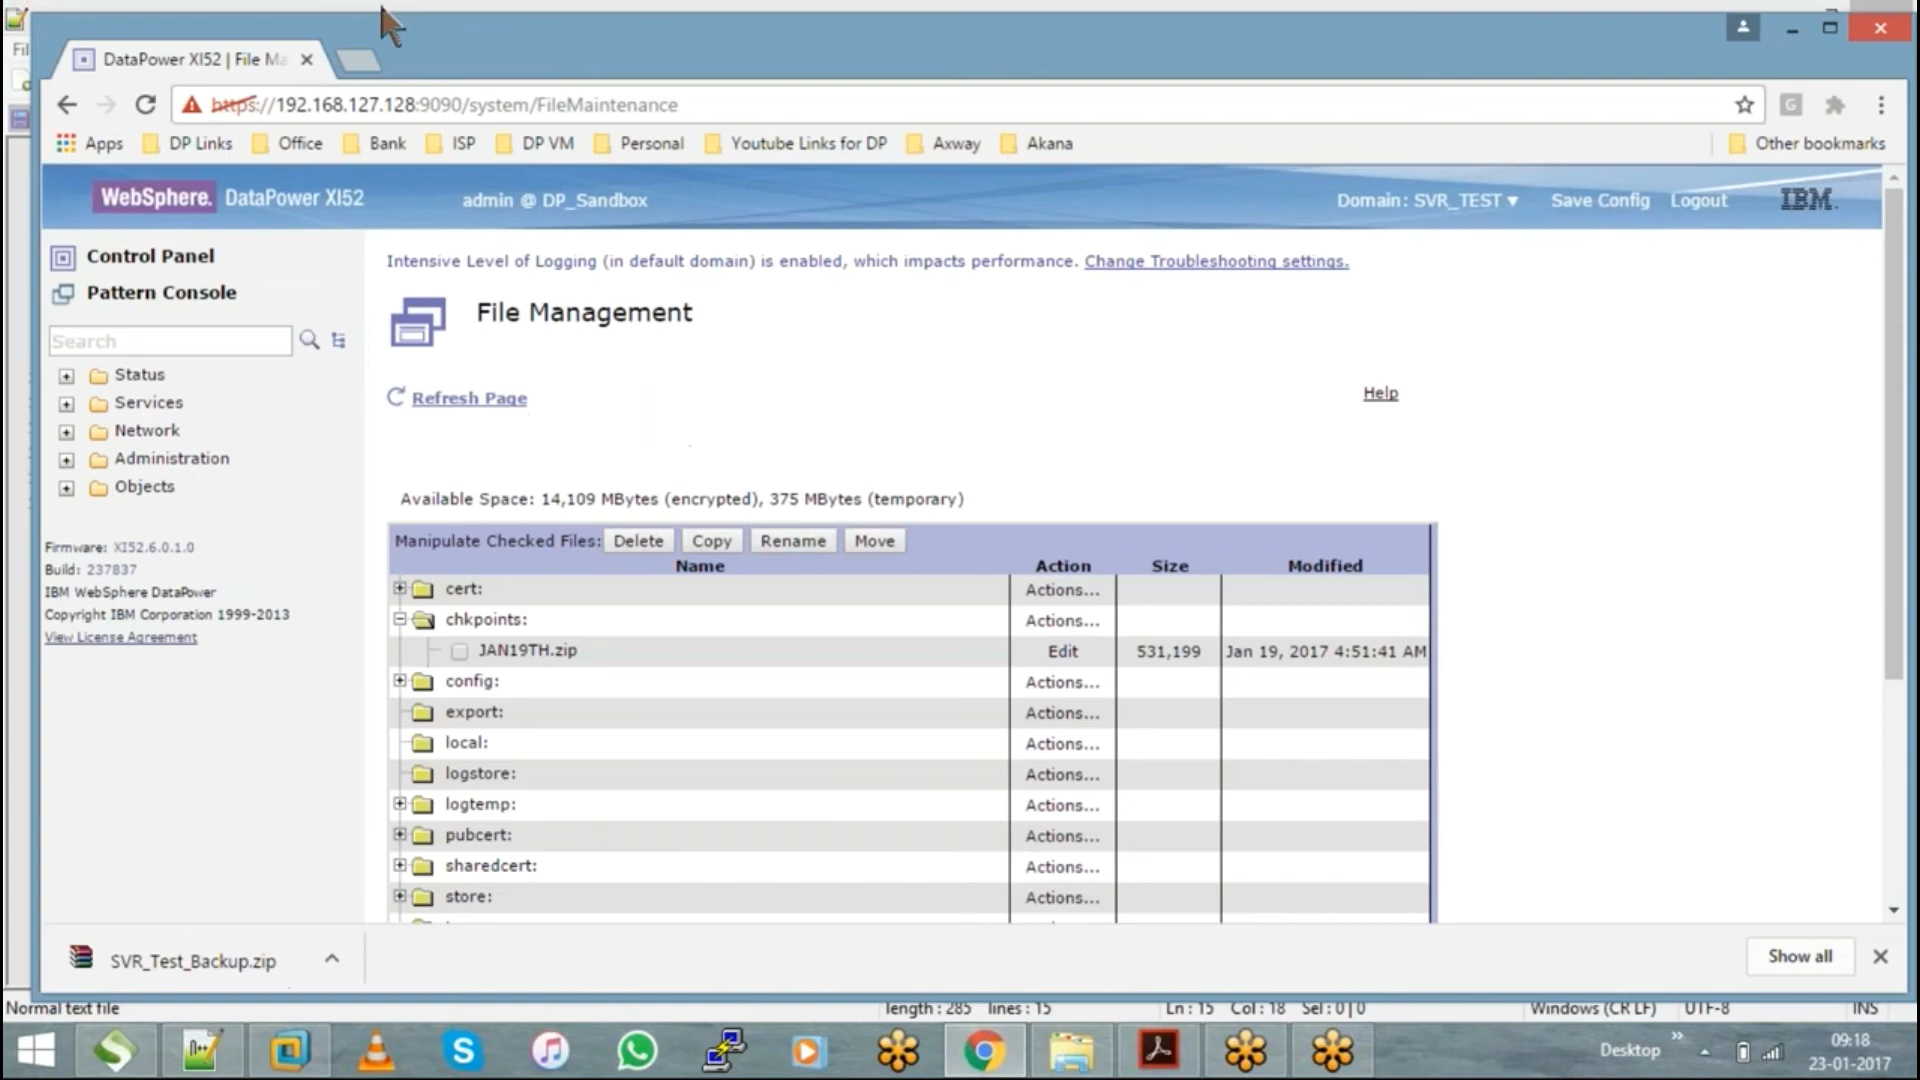 Fil
DataPower XI52 | File Ma
https://192.168.127.128:9090/system/FileMaintenance
Apps DP Links Office Bank ISP DP VM Personal Youtube Links for DP Axway Akana Other bookmarks
WebSphere. DataPower XI52 admin @ DP_Sandbox Domain: SVR_TEST Save Config Logout IBM.
Control Panel
Pattern Console
Search
Status
Services
Network
Administration
Objects
Firmware: XI52.6.0.1.0
Build: 237837
IBM WebSphere DataPower
Copyright IBM Corporation 1999-2013
View License Agreement
Intensive Level of Logging (in default domain) is enabled, which impacts performance. Change Troubleshooting settings.
File Management
Refresh Page Help
Available Space: 14,109 MBytes (encrypted), 375 MBytes (temporary)
Manipulate Checked Files: Delete Copy Rename Move
Name Action Size Modified
cert: Actions...
chkpoints: Actions...
JAN19TH.zip Edit 531,199 Jan 19, 2017 4:51:41 AM
config: Actions...
export: Actions...
local: Actions...
logstore: Actions...
logtemp: Actions...
pubcert: Actions...
sharedcert: Actions...
store: Actions...
SVR_Test_Backup.zip Show all
Normal text file length : 285 lines : 15 Ln : 15 Col : 18 Sel : 0 | 0 Windows (CR LF) UTF-8 INS
Desktop 09:18
23-01-2017